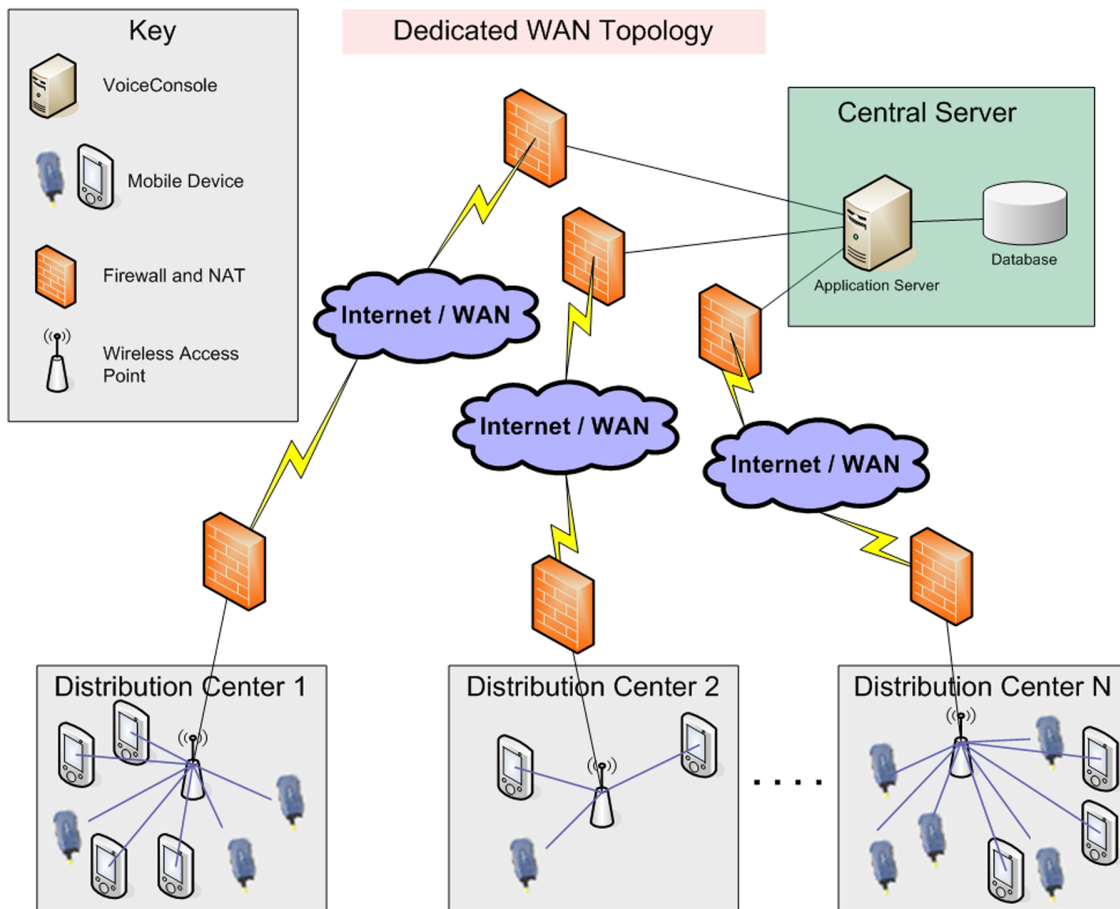 Key
VoiceConsole
Mobile Device
Firewall and NAT
Wireless Access
Point
Dedicated WAN Topology
Central Server
Application Server
Database
Internet / WAN
Internet / WAN
Internet / WAN
Distribution Center 1
Distribution Center 2
. . . .
Distribution Center N